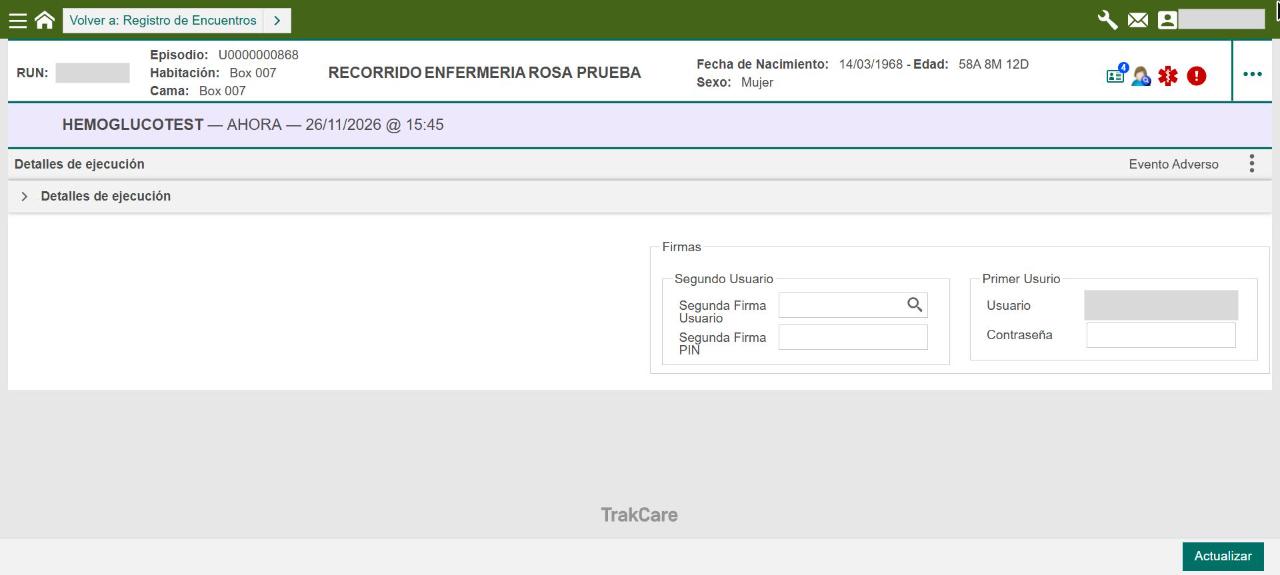 Volver a: Registro de Encuentros
RUN:
Episodio: U0000000868
Habitación: Box 007
Cama: Box 007
RECORRIDO ENFERMERIA ROSA PRUEBA
Fecha de Nacimiento: 14/03/1968 - Edad: 58A 8M 12D
Sexo: Mujer
4
HEMOGLUCOTEST — AHORA — 26/11/2026 @ 15:45
Detalles de ejecución
Evento Adverso
Detalles de ejecución
Firmas
Segundo Usuario
Segunda Firma
Usuario
Segunda Firma
PIN
Primer Usurio
Usuario
Contraseña
TrakCare
Actualizar